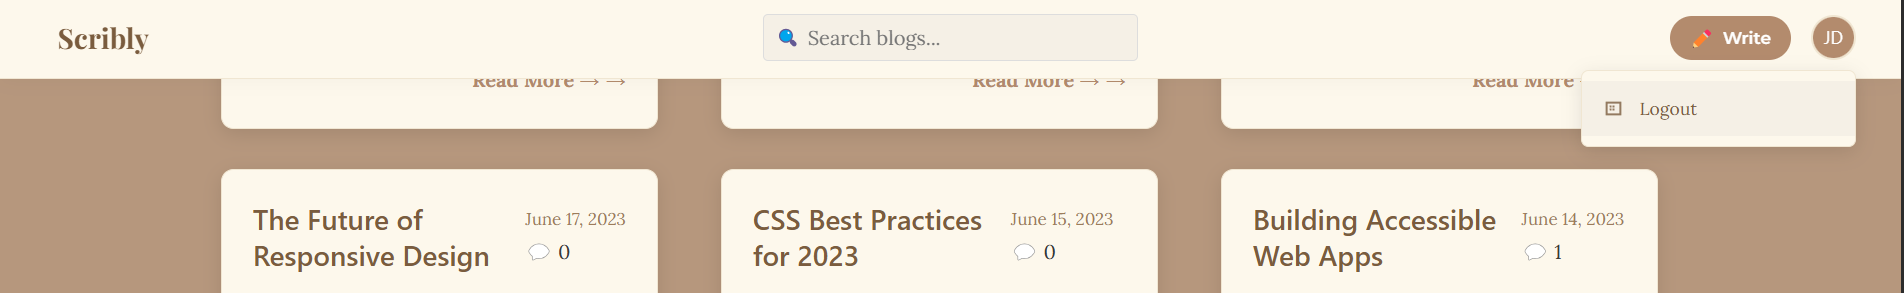 Scribly
Search blogs...
Write
JD
Read More → →
Read More → →
Read More
Logout
The Future of
Responsive Design
June 17, 2023
0
CSS Best Practices
for 2023
June 15, 2023
0
Building Accessible
Web Apps
June 14, 2023
1